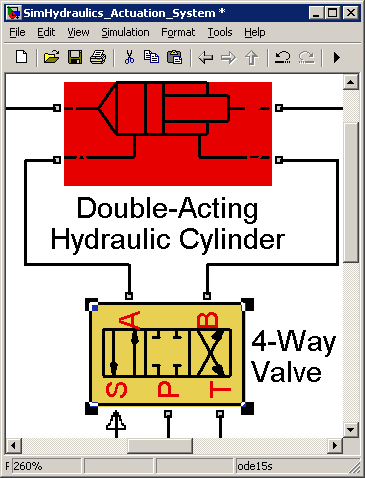 SimHydraulics_Actuation_System *
File Edit View Simulation Format Tools Help
Double-Acting
Hydraulic Cylinder
A B
4-Way
Valve
S P T
260% ode15s